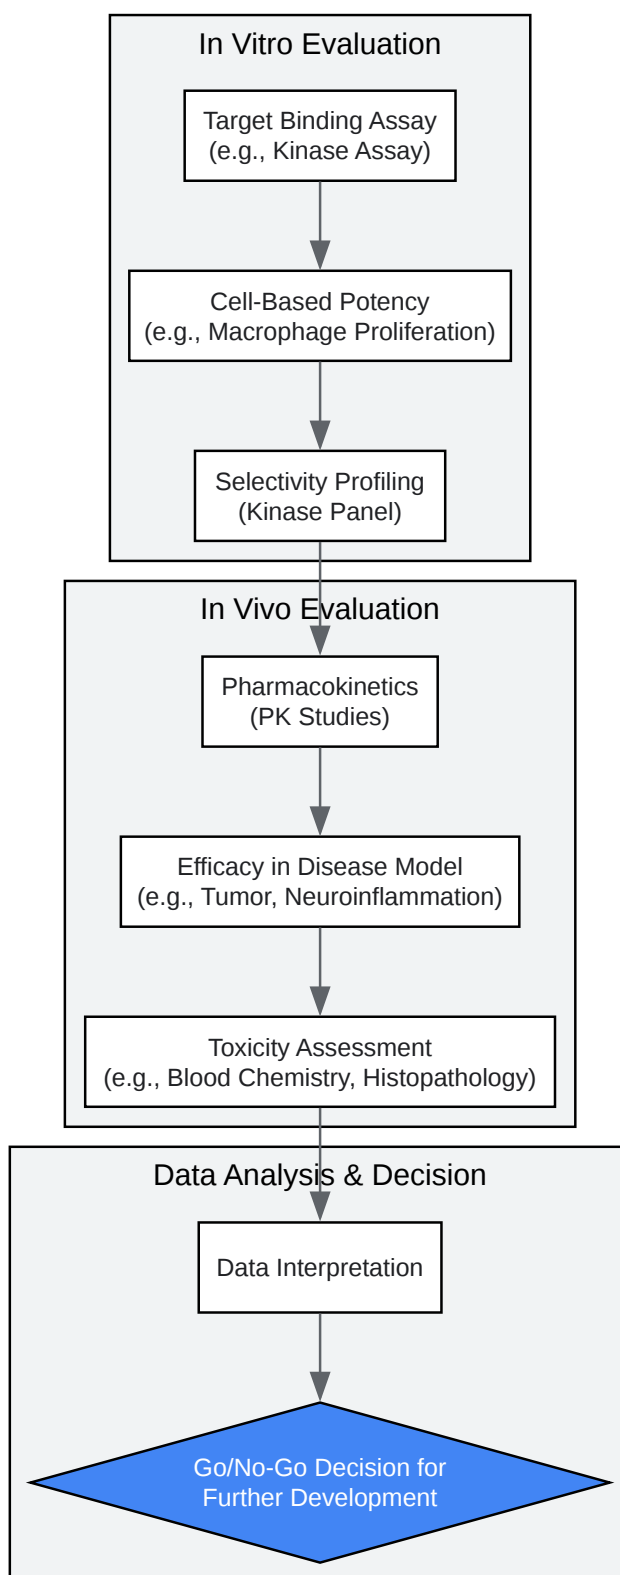 In Vitro Evaluation
Target Binding Assay
(e.g., Kinase Assay)
Cell-Based Potency
(e.g., Macrophage Proliferation)
Selectivity Profiling
(Kinase Panel)
In Vivo Evaluation
Pharmacokinetics
(PK Studies)
Efficacy in Disease Model
(e.g., Tumor, Neuroinflammation)
Toxicity Assessment
(e.g., Blood Chemistry, Histopathology)
Data Analysis & Decision
Data Interpretation
Go/No-Go Decision for
Further Development